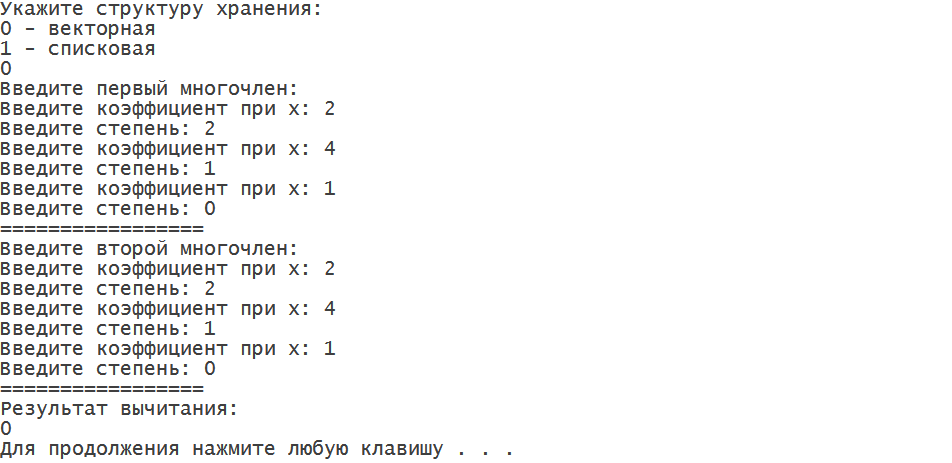 Укажите структуру хранения:
0 - векторная
1 - списковая
0
Введите первый многочлен:
Введите коэффициент при x: 2
Введите степень: 2
Введите коэффициент при x: 4
Введите степень: 1
Введите коэффициент при x: 1
Введите степень: 0
=================
Введите второй многочлен:
Введите коэффициент при x: 2
Введите степень: 2
Введите коэффициент при x: 4
Введите степень: 1
Введите коэффициент при x: 1
Введите степень: 0
=================
Результат вычитания:
0
Для продолжения нажмите любую клавишу . . .